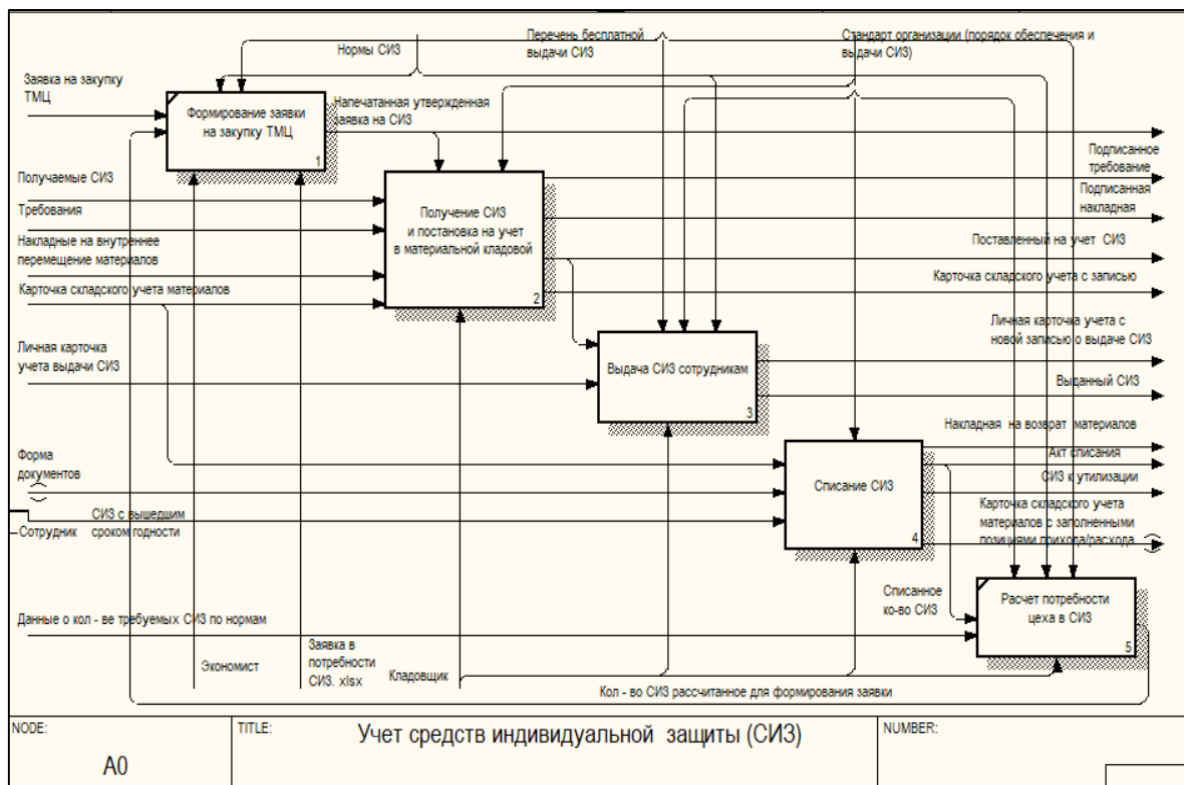 Нормы СИЗ
Перечень бесплатной
выдачи СИЗ
Стандарт организации (порядок обеспечения и
выдачи СИЗ)
Заявка на закупку
ТМЦ
Формирование заявки
на закупку ТМЦ
1
Напечатанная утвержденная
заявка на СИЗ
Подписанное
требование
Получаемые СИЗ
Требования
Накладные на внутреннее
перемещение материалов
Карточка складского учета материалов
Получение СИЗ
и постановка на учет
в материальной кладовой
2
Подписанная
накладная
Поставленный на учет СИЗ
Карточка складского учета с записью
Личная карточка
учета выдачи СИЗ
Выдача СИЗ сотрудникам
3
Личная карточка учета с
новой записью о выдаче СИЗ
Выданный СИЗ
Форма
документов
СИЗ с вышедшим
сроком годности
Сотрудник
Списание СИЗ
4
Накладная на возврат материалов
Акт списания
СИЗ к утилизации
Карточка складского учета
материалов с заполненными
позициями прихода/расхода
Списанное
ко-во СИЗ
Данные о кол - ве требуемых СИЗ по нормам
Расчет потребности
цеха в СИЗ
5
Экономист
Заявка в
потребности
СИЗ. xlsx
Кладовщик
Кол - во СИЗ рассчитанное для формирования заявки
NODE:
A0
TITLE:
Учет средств индивидуальной защиты (СИЗ)
NUMBER: